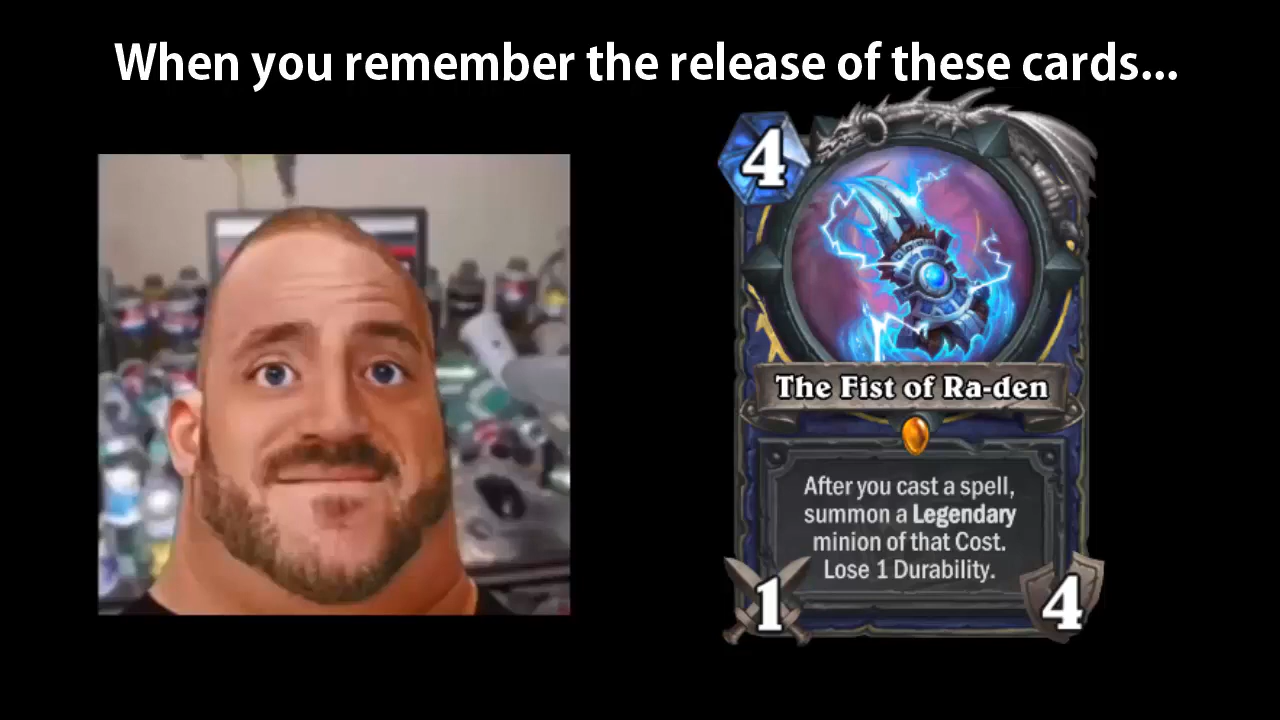 When you remember the release of these cards...
4
The Fist of Ra-den
After you cast a spell,
summon a Legendary
minion of that Cost.
Lose 1 Durability.
1
4